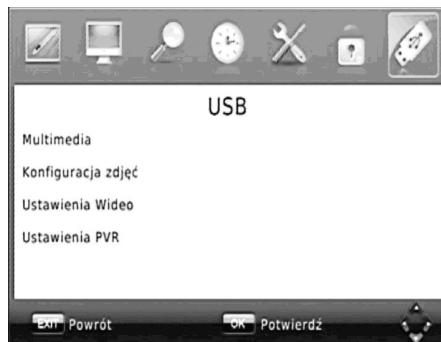 USB
Multimedia
Konfiguracja zdjęć
Ustawienia Wideo
Ustawienia PVR
EXIT Powrót OK Potwierdź